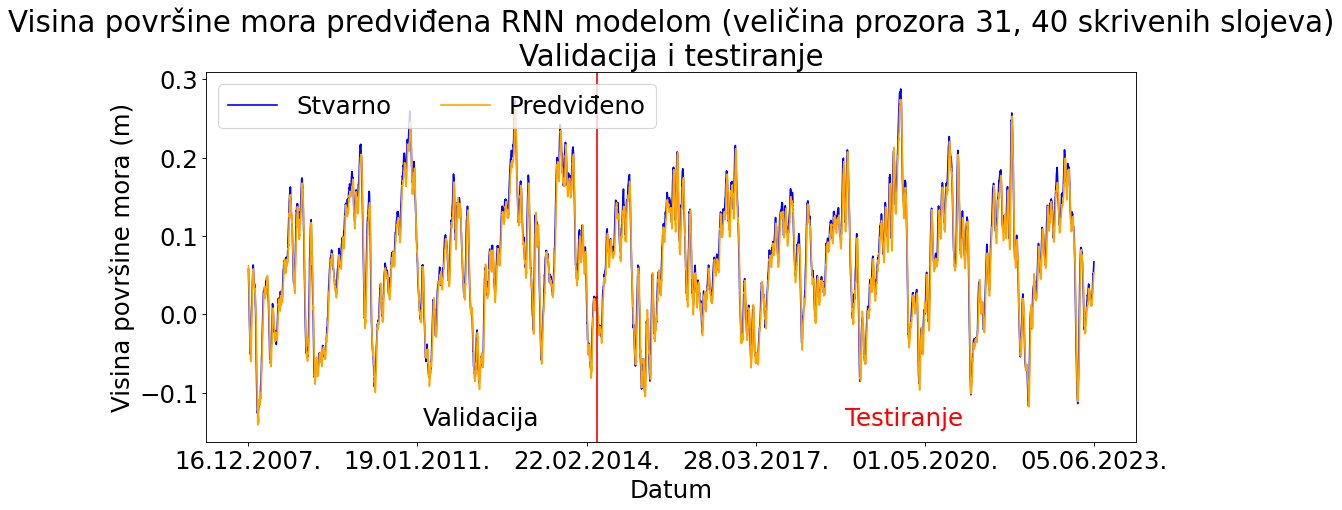 Visina površine mora predviđena RNN modelom (veličina prozora 31, 40 skrivenih slojeva)
Validacija i testiranje
Stvarno
Predviđeno
Visina površine mora (m)
0.3
0.2
0.1
0.0
−0.1
Validacija
Testiranje
16.12.2007.
19.01.2011.
22.02.2014.
28.03.2017.
01.05.2020.
05.06.2023.
Datum